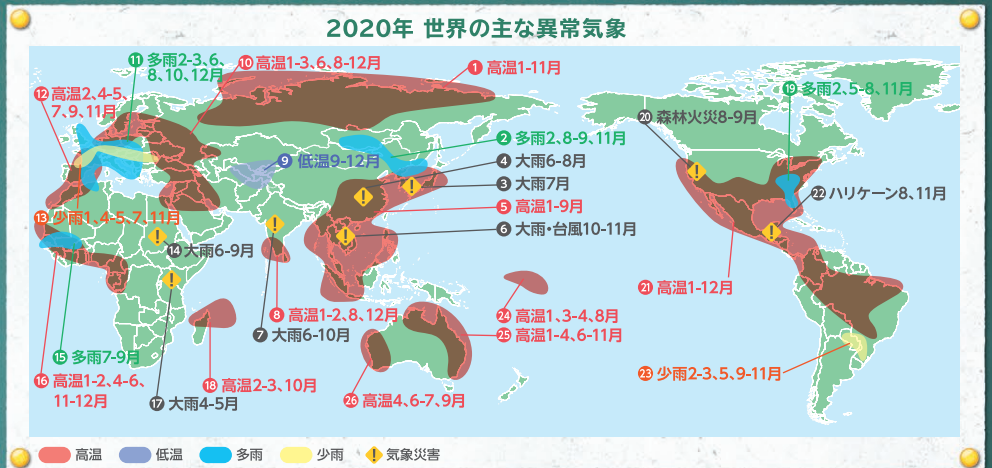 2020年 世界の主な異常気象
⑪ 多雨2-3、6、
8、10、12月
⑩ 高温1-3、6、8-12月
① 高温1-11月
⑫ 高温2、4-5、
7、9、11月
⑲ 多雨2、5-8、11月
⑳ 森林火災8-9月
② 多雨2、8-9、11月
⑨ 低温9-12月
④ 大雨6-8月
③ 大雨7月
㉒ ハリケーン8、11月
⑤ 高温1-9月
⑬ 少雨1、4-5、7、11月
⑥ 大雨・台風10-11月
⑭ 大雨6-9月
㉑ 高温1-12月
⑧ 高温1-2、8、12月
㉔ 高温1、3-4、8月
⑦ 大雨6-10月
㉕ 高温1-4、6-11月
⑮ 多雨7-9月
㉓ 少雨2-3、5、9-11月
⑯ 高温1-2、4-6、
11-12月
⑱ 高温2-3、10月
⑰ 大雨4-5月
㉖ 高温4、6-7、9月
高温 低温 多雨 少雨 気象災害